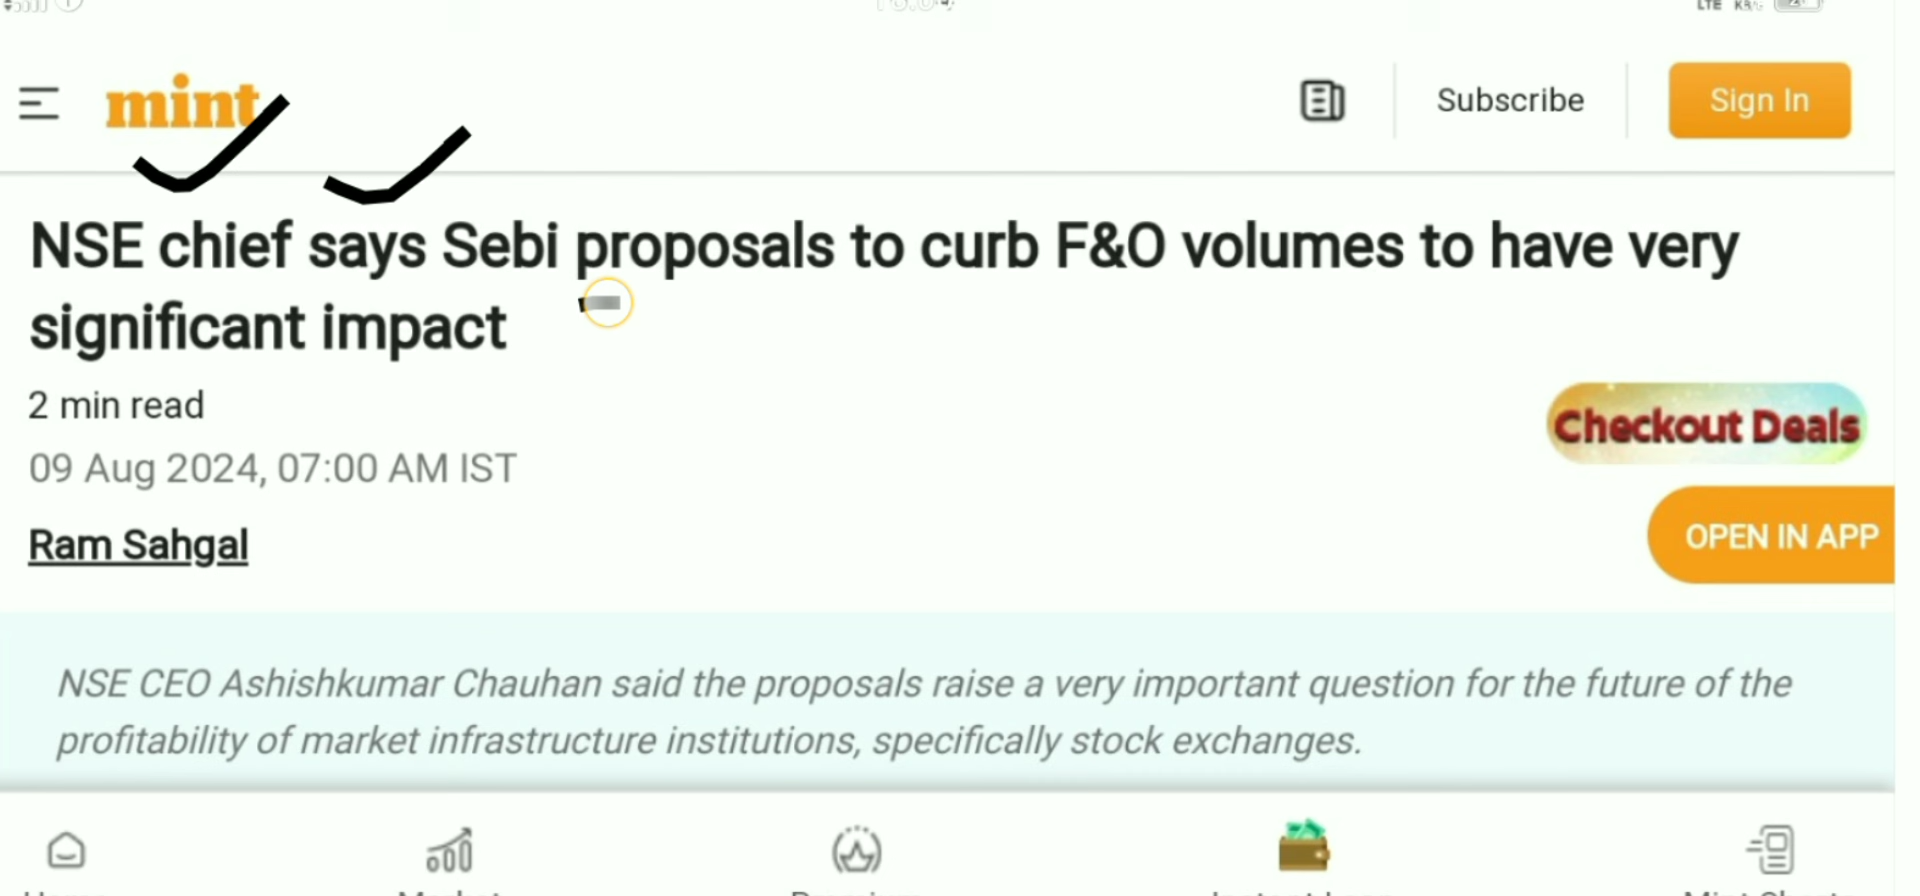 mint
Subscribe
Sign In
NSE chief says Sebi proposals to curb F&O volumes to have very
significant impact
2 min read
Checkout Deals
09 Aug 2024, 07:00 AM IST
OPEN IN APP
Ram Sahgal
NSE CEO Ashishkumar Chauhan said the proposals raise a very important question for the future of the
profitability of market infrastructure institutions, specifically stock exchanges.